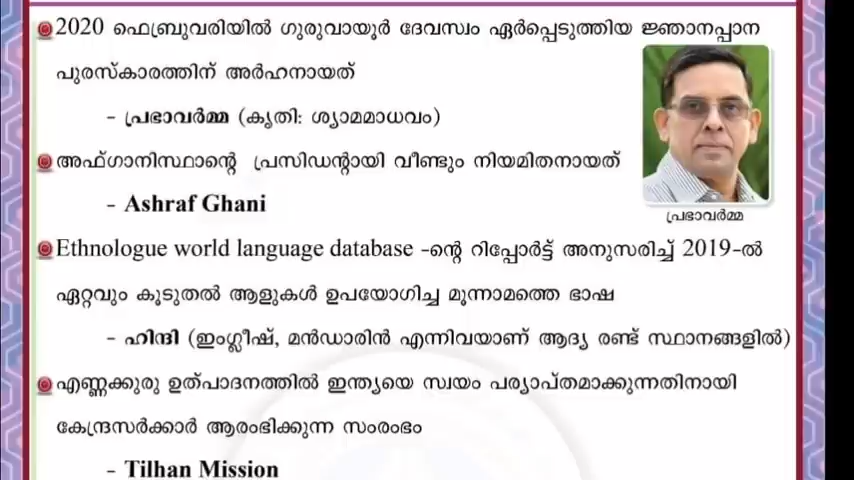 2020 ഫെബ്രുവരിയിൽ ഗുരുവായൂർ ദേവസ്വം ഏർപ്പെടുത്തിയ ജ്ഞാനപ്പാന
പുരസ്കാരത്തിന് അർഹനായത്
- പ്രഭാവർമ്മ (കൃതി: ശ്യാമമാധവം)
അഫ്ഗാനിസ്ഥാന്റെ പ്രസിഡന്റായി വീണ്ടും നിയമിതനായത്
- Ashraf Ghani
പ്രഭാവർമ്മ
Ethnologue world language database -ന്റെ റിപ്പോർട്ട് അനുസരിച്ച് 2019-ൽ
ഏറ്റവും കൂടുതൽ ആളുകൾ ഉപയോഗിച്ച മൂന്നാമത്തെ ഭാഷ
- ഹിന്ദി (ഇംഗ്ലീഷ്, മൻഡാരിൻ എന്നിവയാണ് ആദ്യ രണ്ട് സ്ഥാനങ്ങളിൽ)
എണ്ണക്കുരു ഉത്പാദനത്തിൽ ഇന്ത്യയെ സ്വയം പര്യാപ്തമാക്കുന്നതിനായി
കേന്ദ്രസർക്കാർ ആരംഭിക്കുന്ന സംരംഭം
- Tilhan Mission